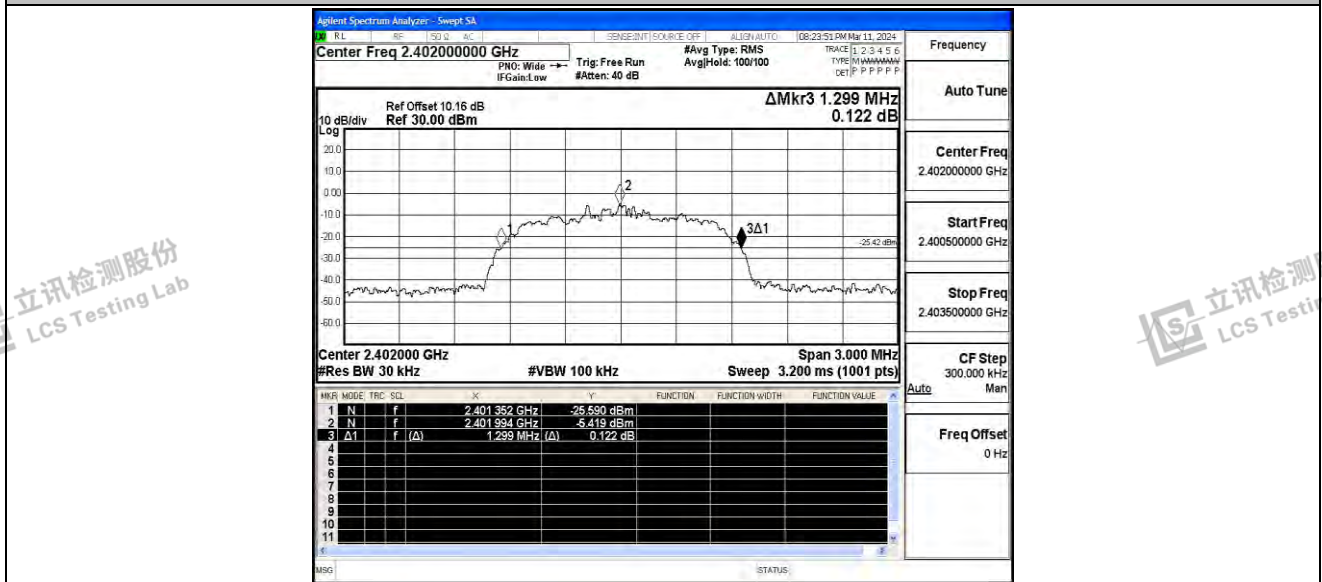 Agilent Spectrum Analyzer - Swept SA
RL RF 50 Ω AC SENSE:INT SOURCE OFF ALIGN AUTO 08:23:51 PM Mar 11, 2024
Center Freq 2.402000000 GHz
PNO: Wide
IFGain:Low
Trig: Free Run
#Atten: 40 dB
#Avg Type: RMS
Avg|Hold: 100/100
TRACE 1 2 3 4 5 6
TYPE M WWWWW
DET P P P P P P
Frequency
Auto Tune
Center Freq
2.402000000 GHz
Start Freq
2.400500000 GHz
Stop Freq
2.403500000 GHz
CF Step
300.000 kHz
Auto Man
Freq Offset
0 Hz
Ref Offset 10.16 dB
10 dB/div Ref 30.00 dBm
Log
ΔMkr3 1.299 MHz
0.122 dB
20.0
10.0
0.00
-10.0
-20.0
-30.0
-40.0
-50.0
-60.0
1
2
3Δ1
-25.42 dBm
Center 2.402000 GHz Span 3.000 MHz
#Res BW 30 kHz #VBW 100 kHz Sweep 3.200 ms (1001 pts)
MKR MODE TRC SCL X Y FUNCTION FUNCTION WIDTH FUNCTION VALUE
1 N f 2.401 352 GHz -25.590 dBm
2 N f 2.401 994 GHz -5.419 dBm
3 Δ1 f (Δ) 1.299 MHz (Δ) 0.122 dB
4
5
6
7
8
9
10
11
MSG STATUS
立讯检测股份
LCS Testing Lab
立讯检测
LCS Testi